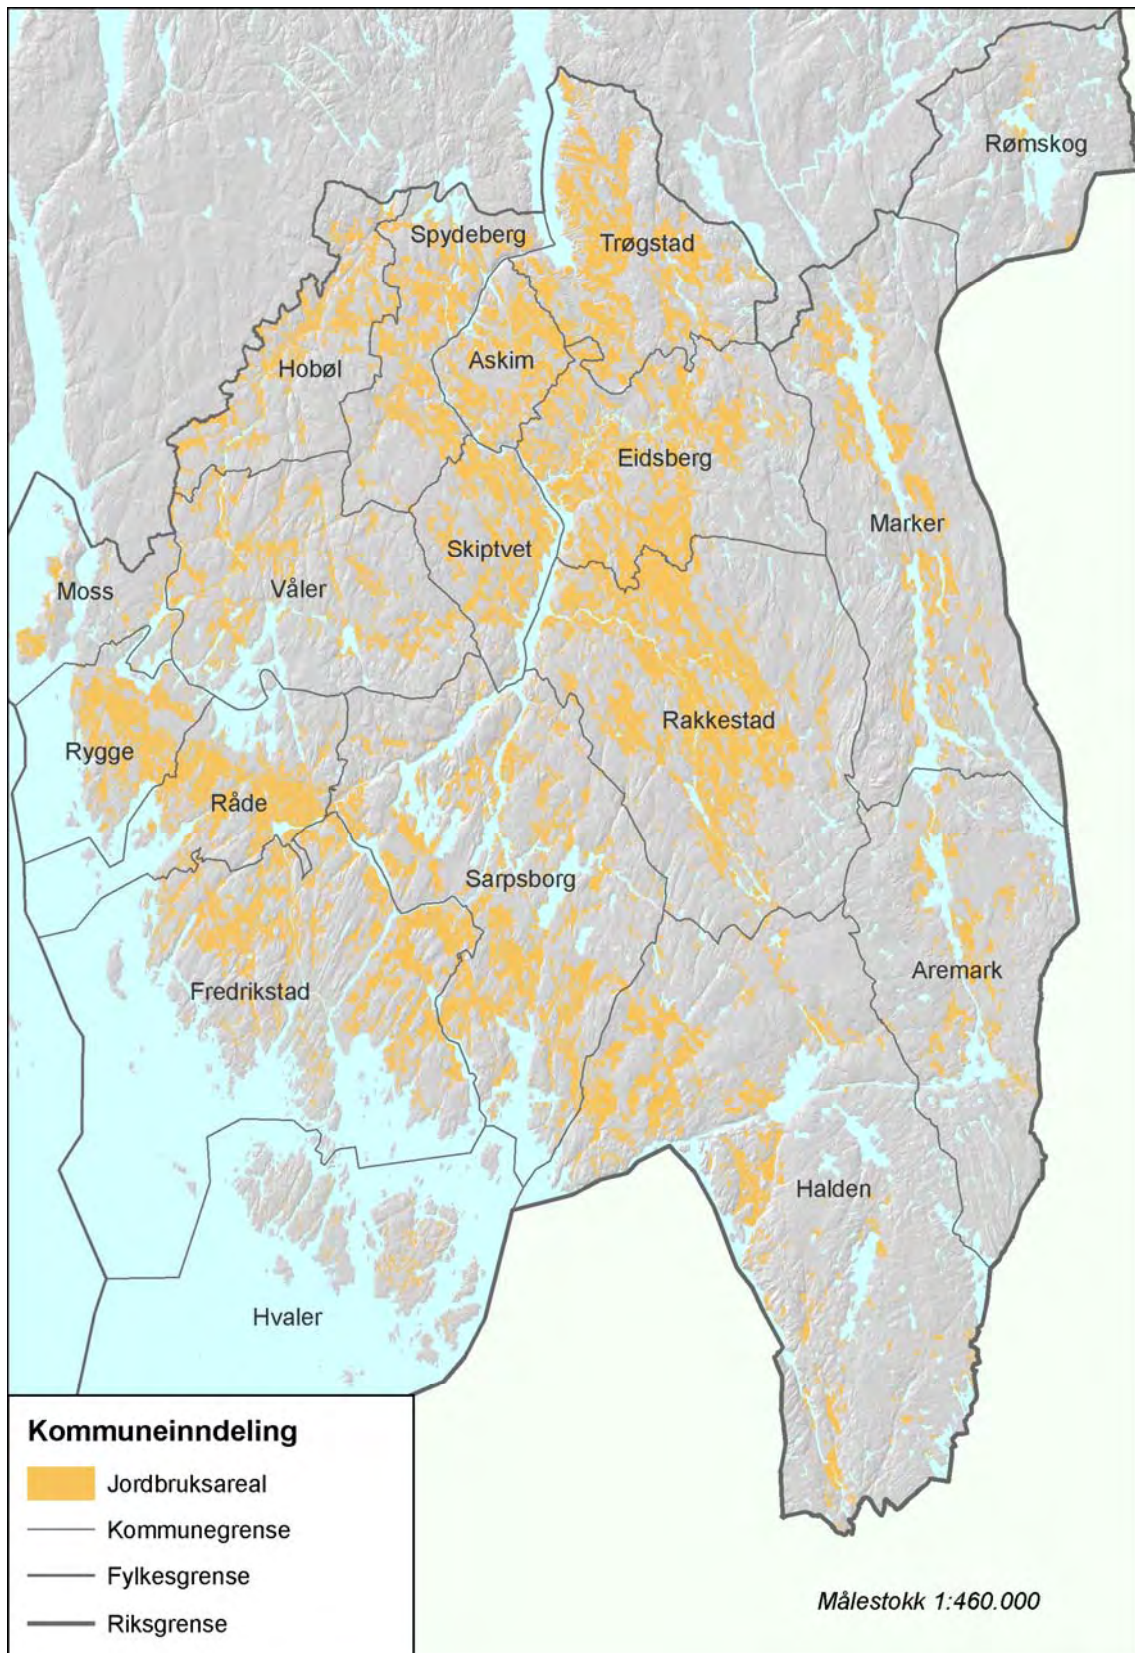 Rømskog
Spydeberg
Trøgstad
Hobøl
Askim
Eidsberg
Marker
Skiptvet
Moss
Våler
Rakkestad
Rygge
Råde
Sarpsborg
Aremark
Fredrikstad
Halden
Hvaler
Kommuneinndeling
Jordbruksareal
Kommunegrense
Fylkesgrense
Riksgrense
Målestokk 1:460.000